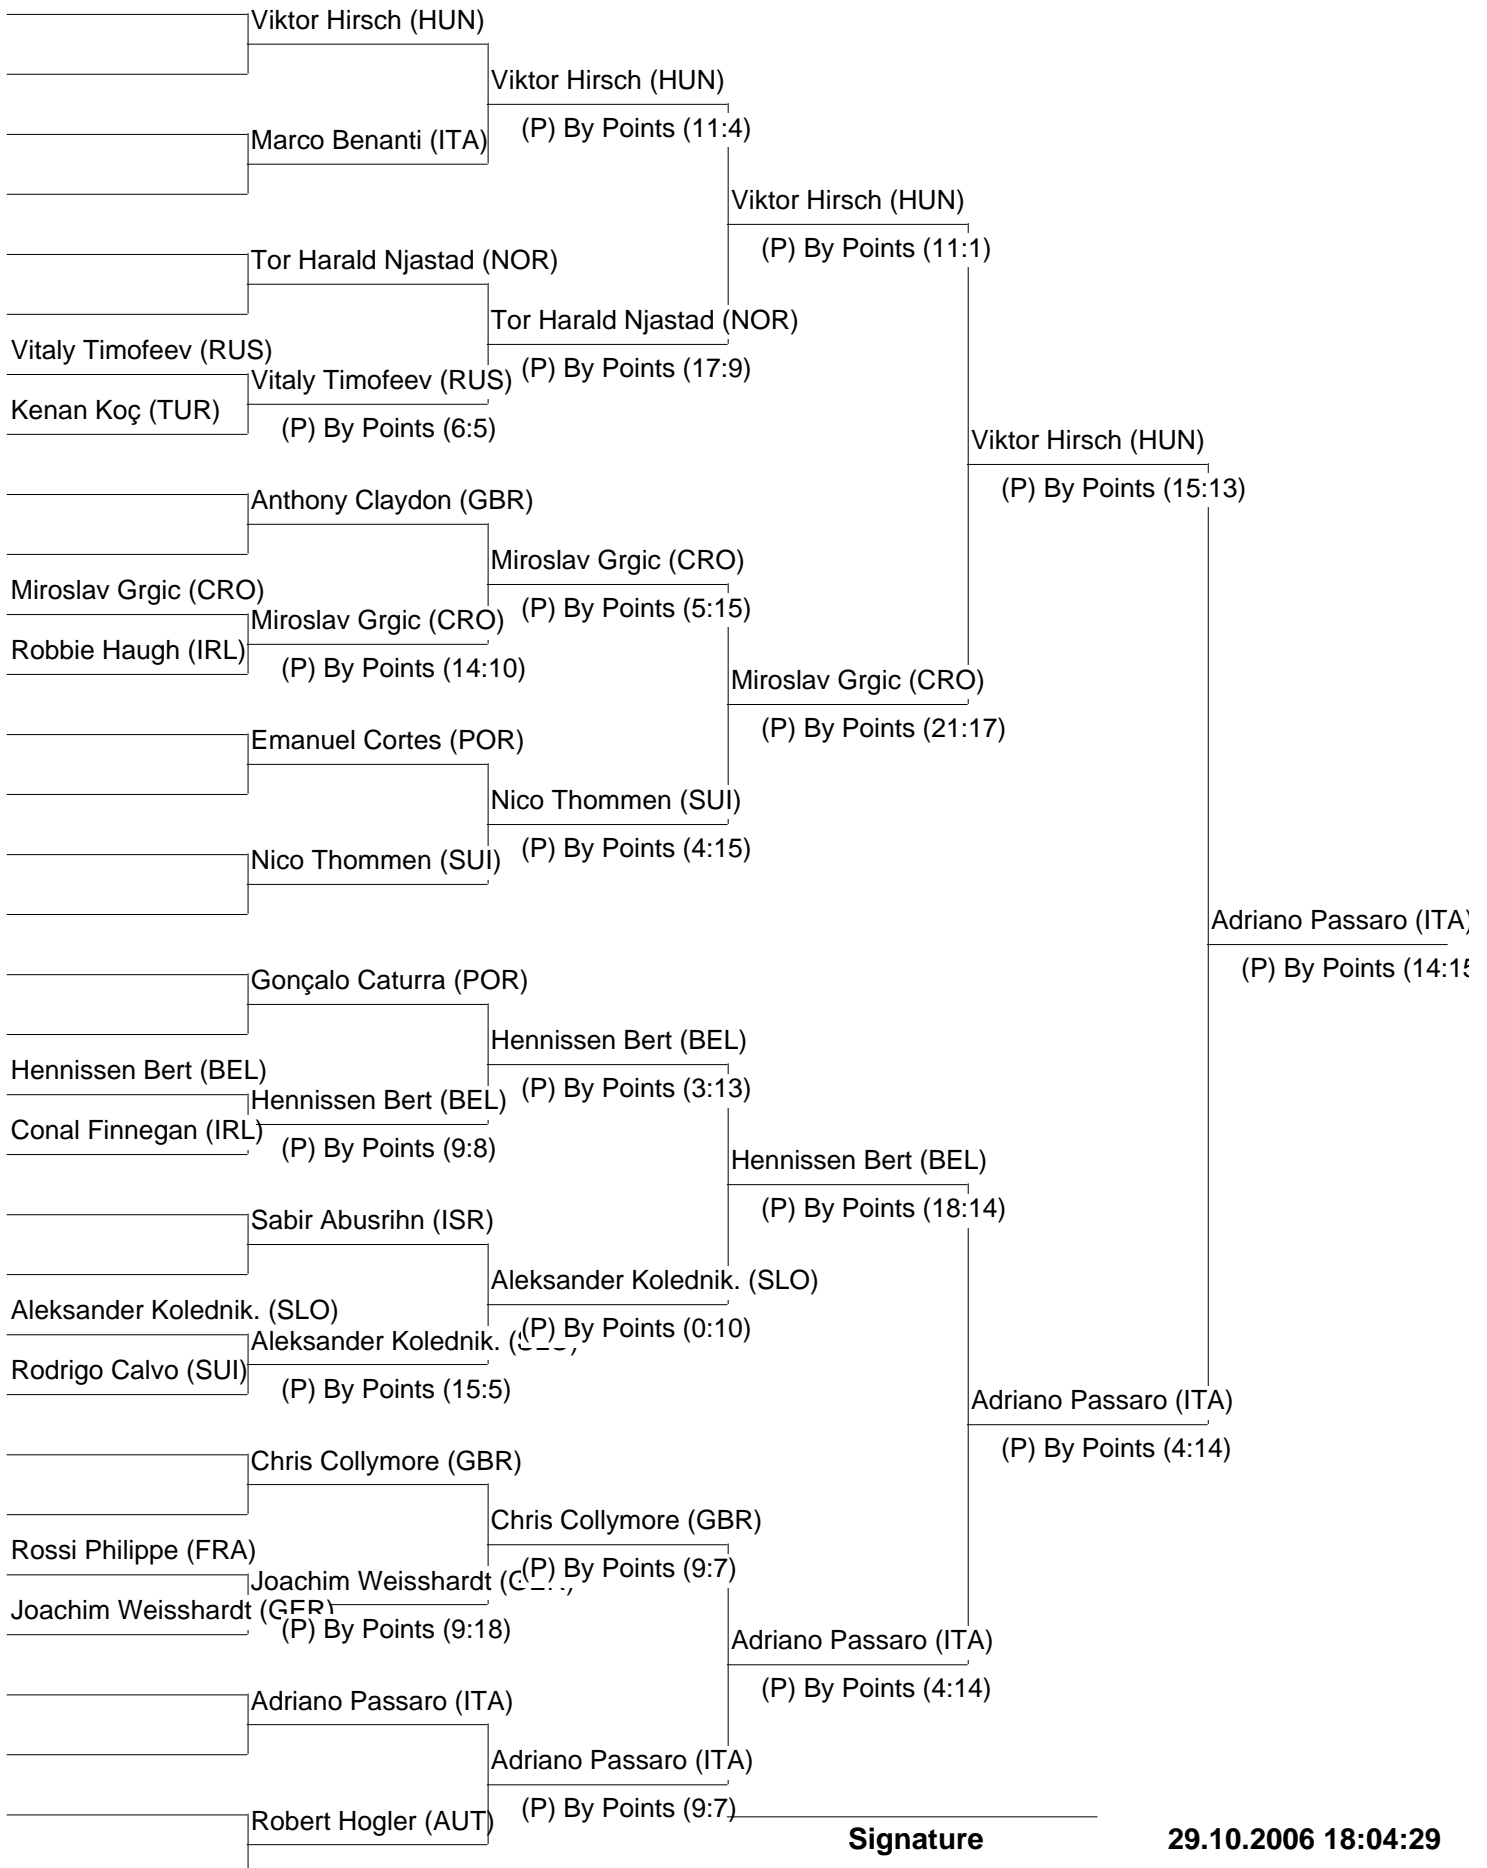 Viktor Hirsch (HUN)
Viktor Hirsch (HUN)
(P) By Points (11:4)
Marco Benanti (ITA)
Viktor Hirsch (HUN)
(P) By Points (11:1)
Tor Harald Njastad (NOR)
Tor Harald Njastad (NOR)
Vitaly Timofeev (RUS)
(P) By Points (17:9)
Vitaly Timofeev (RUS)
Kenan Koç (TUR)
(P) By Points (6:5)
Viktor Hirsch (HUN)
(P) By Points (15:13)
Anthony Claydon (GBR)
Miroslav Grgic (CRO)
Miroslav Grgic (CRO)
(P) By Points (5:15)
Miroslav Grgic (CRO)
Robbie Haugh (IRL)
(P) By Points (14:10)
Miroslav Grgic (CRO)
(P) By Points (21:17)
Emanuel Cortes (POR)
Nico Thommen (SUI)
(P) By Points (4:15)
Nico Thommen (SUI)
Adriano Passaro (ITA)
(P) By Points (14:15
Gonçalo Caturra (POR)
Hennissen Bert (BEL)
Hennissen Bert (BEL)
(P) By Points (3:13)
Hennissen Bert (BEL)
Conal Finnegan (IRL)
(P) By Points (9:8)
Hennissen Bert (BEL)
(P) By Points (18:14)
Sabir Abusrihn (ISR)
Aleksander Kolednik. (SLO)
Aleksander Kolednik. (SLO)
(P) By Points (0:10)
Aleksander Kolednik. (SLO)
Rodrigo Calvo (SUI)
(P) By Points (15:5)
Adriano Passaro (ITA)
(P) By Points (4:14)
Chris Collymore (GBR)
Chris Collymore (GBR)
Rossi Philippe (FRA)
(P) By Points (9:7)
Joachim Weisshardt (GER)
Joachim Weisshardt (GER)
(P) By Points (9:18)
Adriano Passaro (ITA)
(P) By Points (4:14)
Adriano Passaro (ITA)
Adriano Passaro (ITA)
(P) By Points (9:7)
Robert Hogler (AUT)
Signature
29.10.2006 18:04:29